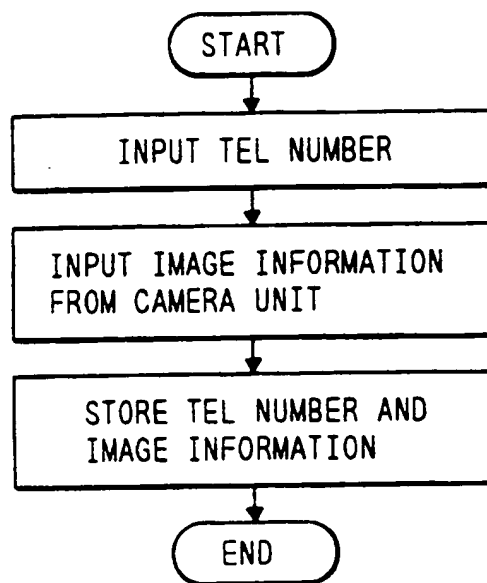 START
INPUT TEL NUMBER
INPUT IMAGE INFORMATION
FROM CAMERA UNIT
STORE TEL NUMBER AND
IMAGE INFORMATION
END